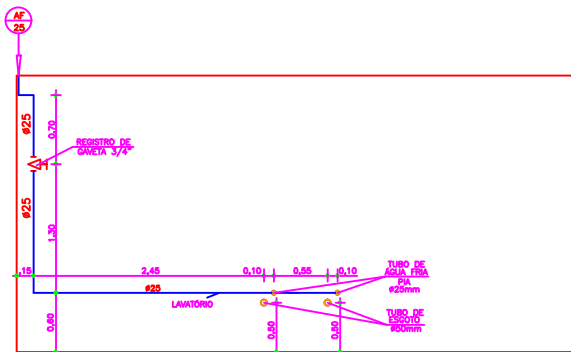 AF
25
ø25
0,70
REGISTRO DE
GAVETA 3/4"
ø25
1,30
,15
2,45
0,10
0,55
0,10
TUBO DE
ÁGUA FRIA
PIA
ø25mm
ø25
LAVATÓRIO
TUBO DE
ESGOTO
ø50mm
0,60
0,50
0,50